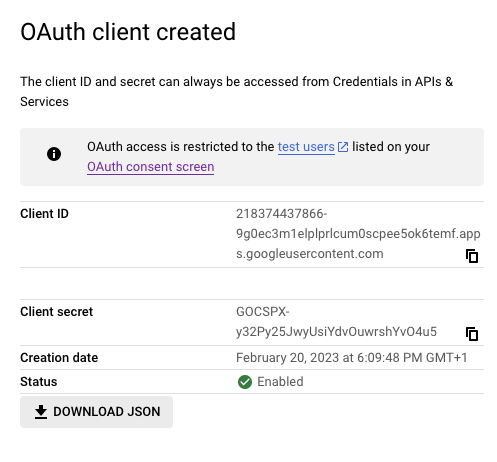 OAuth client created
The client ID and secret can always be accessed from Credentials in APIs &
Services
OAuth access is restricted to the test users listed on your
OAuth consent screen
Client ID
218374437866-
9g0ec3m1elplprlcum0scpee5ok6temf.app
s.googleusercontent.com
Client secret
GOCSPX-
y32Py25JwyUsiYdvOuwrshYvO4u5
Creation date February 20, 2023 at 6:09:48 PM GMT+1
Status Enabled
DOWNLOAD JSON